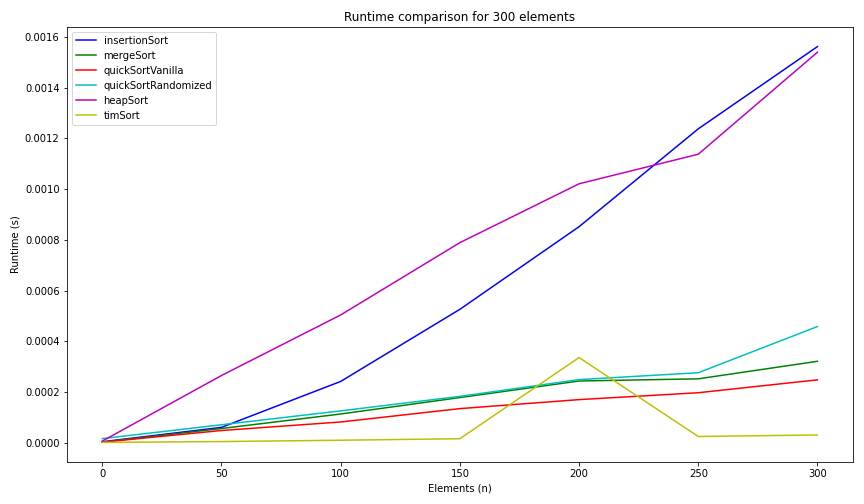 Runtime comparison for 300 elements
insertionSort
mergeSort
quickSortVanilla
quickSortRandomized
heapSort
timSort
0.0016
0.0014
0.0012
0.0010
0.0008
0.0006
0.0004
0.0002
0.0000
Runtime (s)
0 50 100 150 200 250 300
Elements (n)